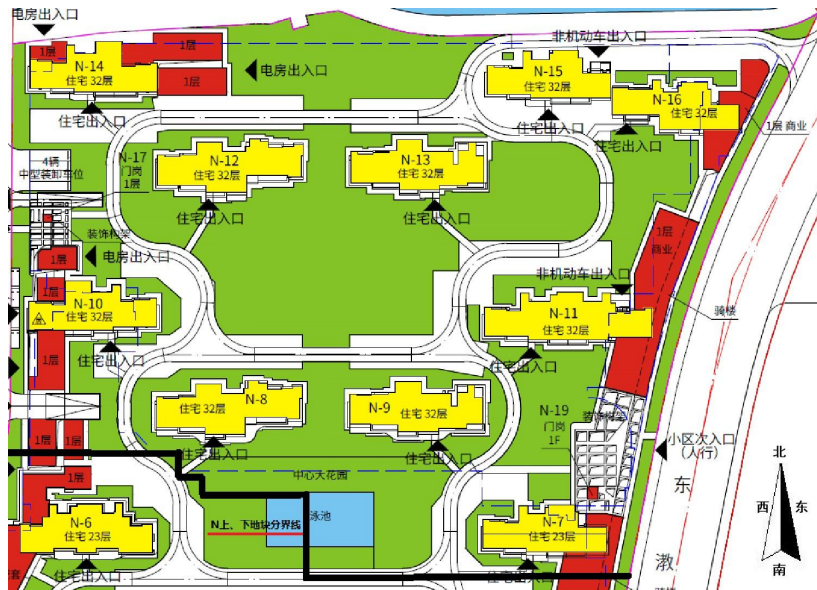 电房出入口
1层
1层
N-14
住宅 32层
1层
电房出入口
住宅出入口
非机动车出入口
N-15
住宅 32层
N-16
住宅 32层
住宅出入口
住宅出入口
1层 商业
4辆
中型装卸车位
N-17
门岗
1层
N-12
住宅 32层
N-13
住宅 32层
住宅出入口
住宅出入口
装饰构架
电房出入口
1层
1层
N-10
住宅 32层
住宅出入口
1层
商业
非机动车出入口
N-11
住宅 32层
骑楼
住宅出入口
1层
N-8
住宅 32层
N-9
住宅 32层
N-19
门岗
1F
装饰构架
小区次入口
(人行)
1层
1层
住宅出入口
住宅出入口
1层
中心大花园
泳池
N上、下地块分界线
N-6
住宅 23层
N-7
住宅 23层
住宅出入口
住宅出入口
东
北
西
东
南